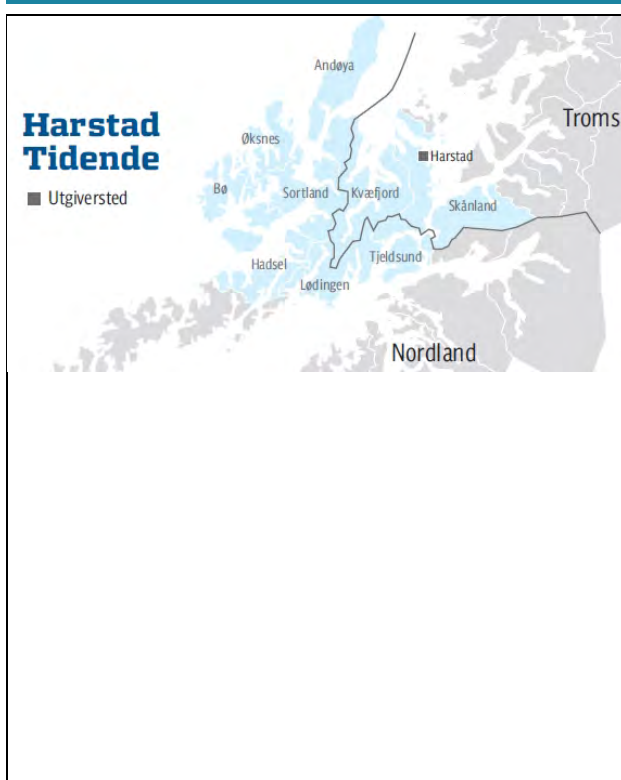 Harstad
Tidende
Utgiversted
Andøya
Troms
Øksnes
Harstad
Bø
Sortland
Kvæfjord
Skånland
Hadsel
Tjeldsund
Lødingen
Nordland